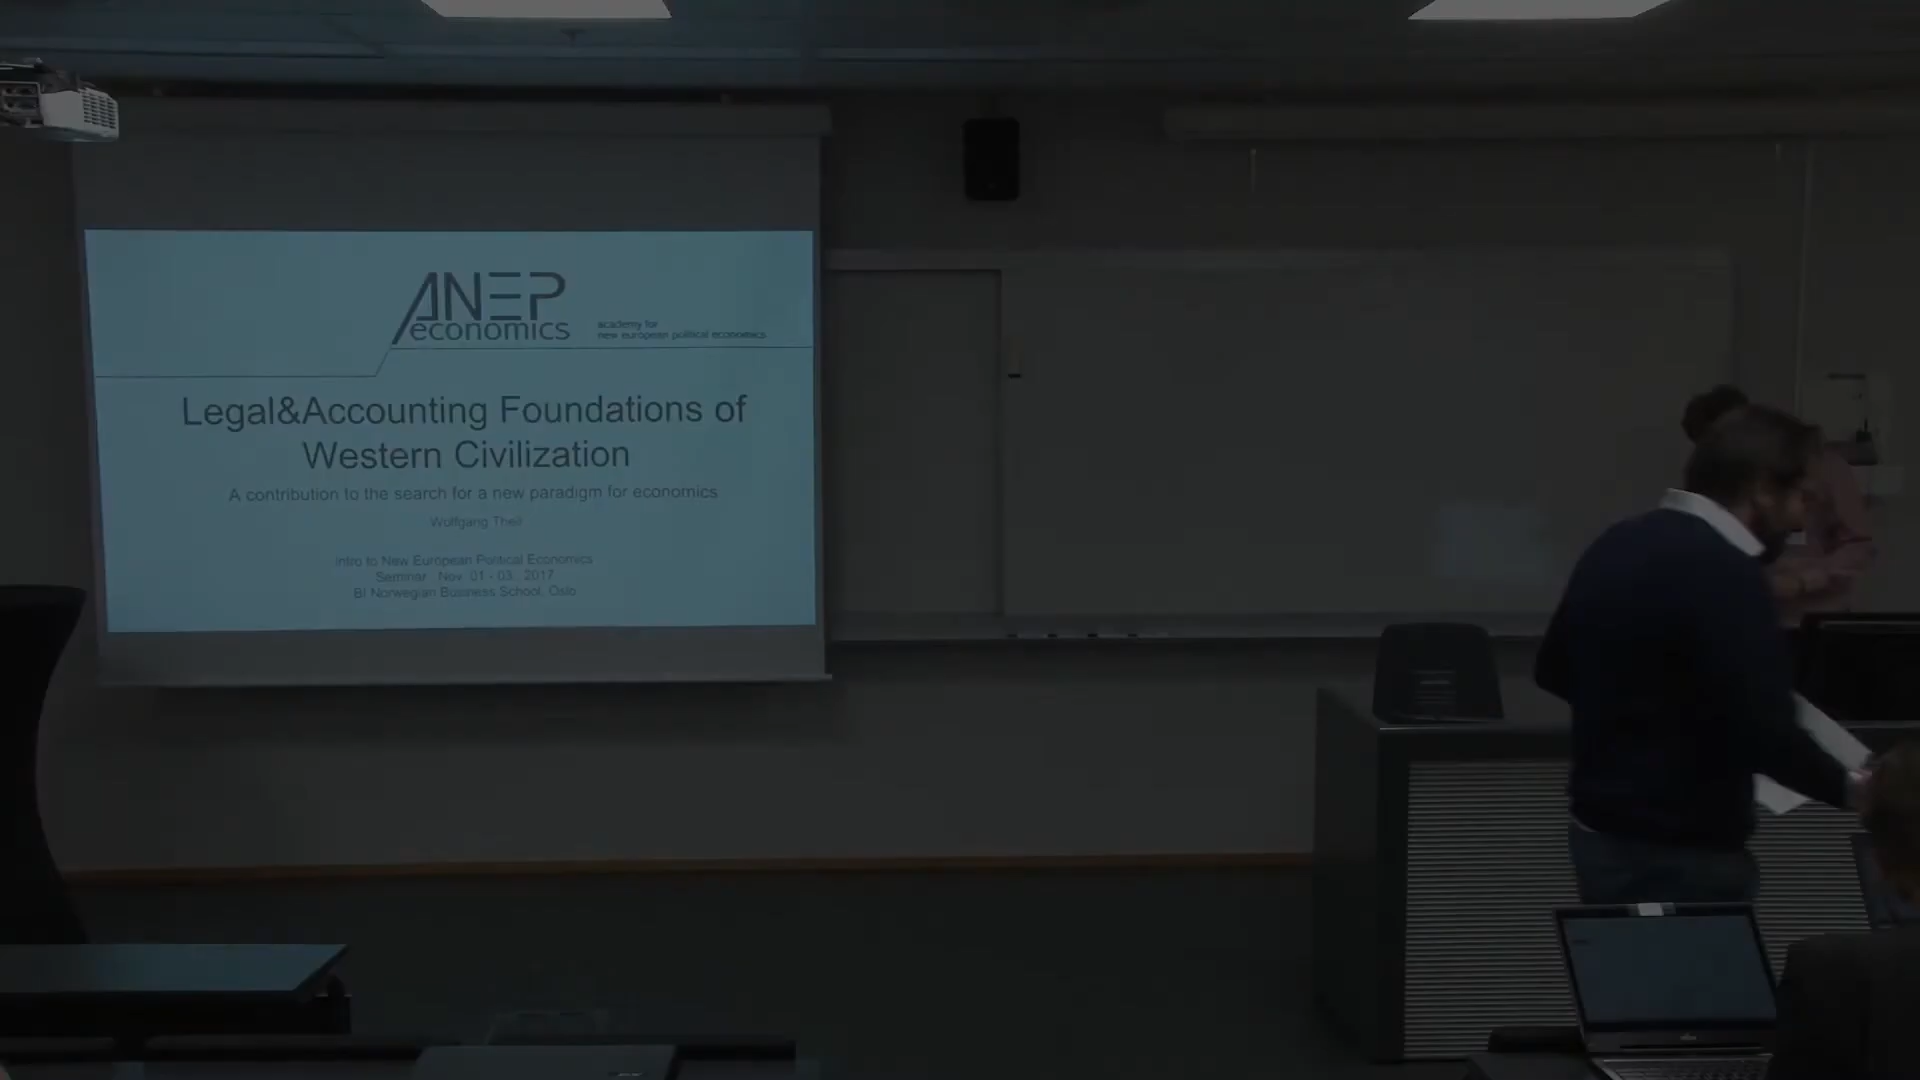 ANEP
economics
academy for
new european political economics
Legal&Accounting Foundations of
Western Civilization
A contribution to the search for a new paradigm for economics
Wolfgang Theil
Intro to New European Political Economics
Seminar Nov. 01 - 03, 2017
BI Norwegian Business School, Oslo